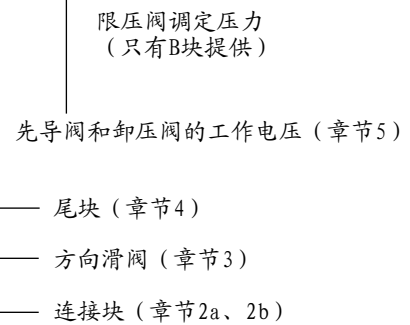 限压阀调定压力
（只有B块提供）
先导阀和卸压阀的工作电压（章节5）
尾块（章节4）
方向滑阀（章节3）
连接块（章节2a、2b）